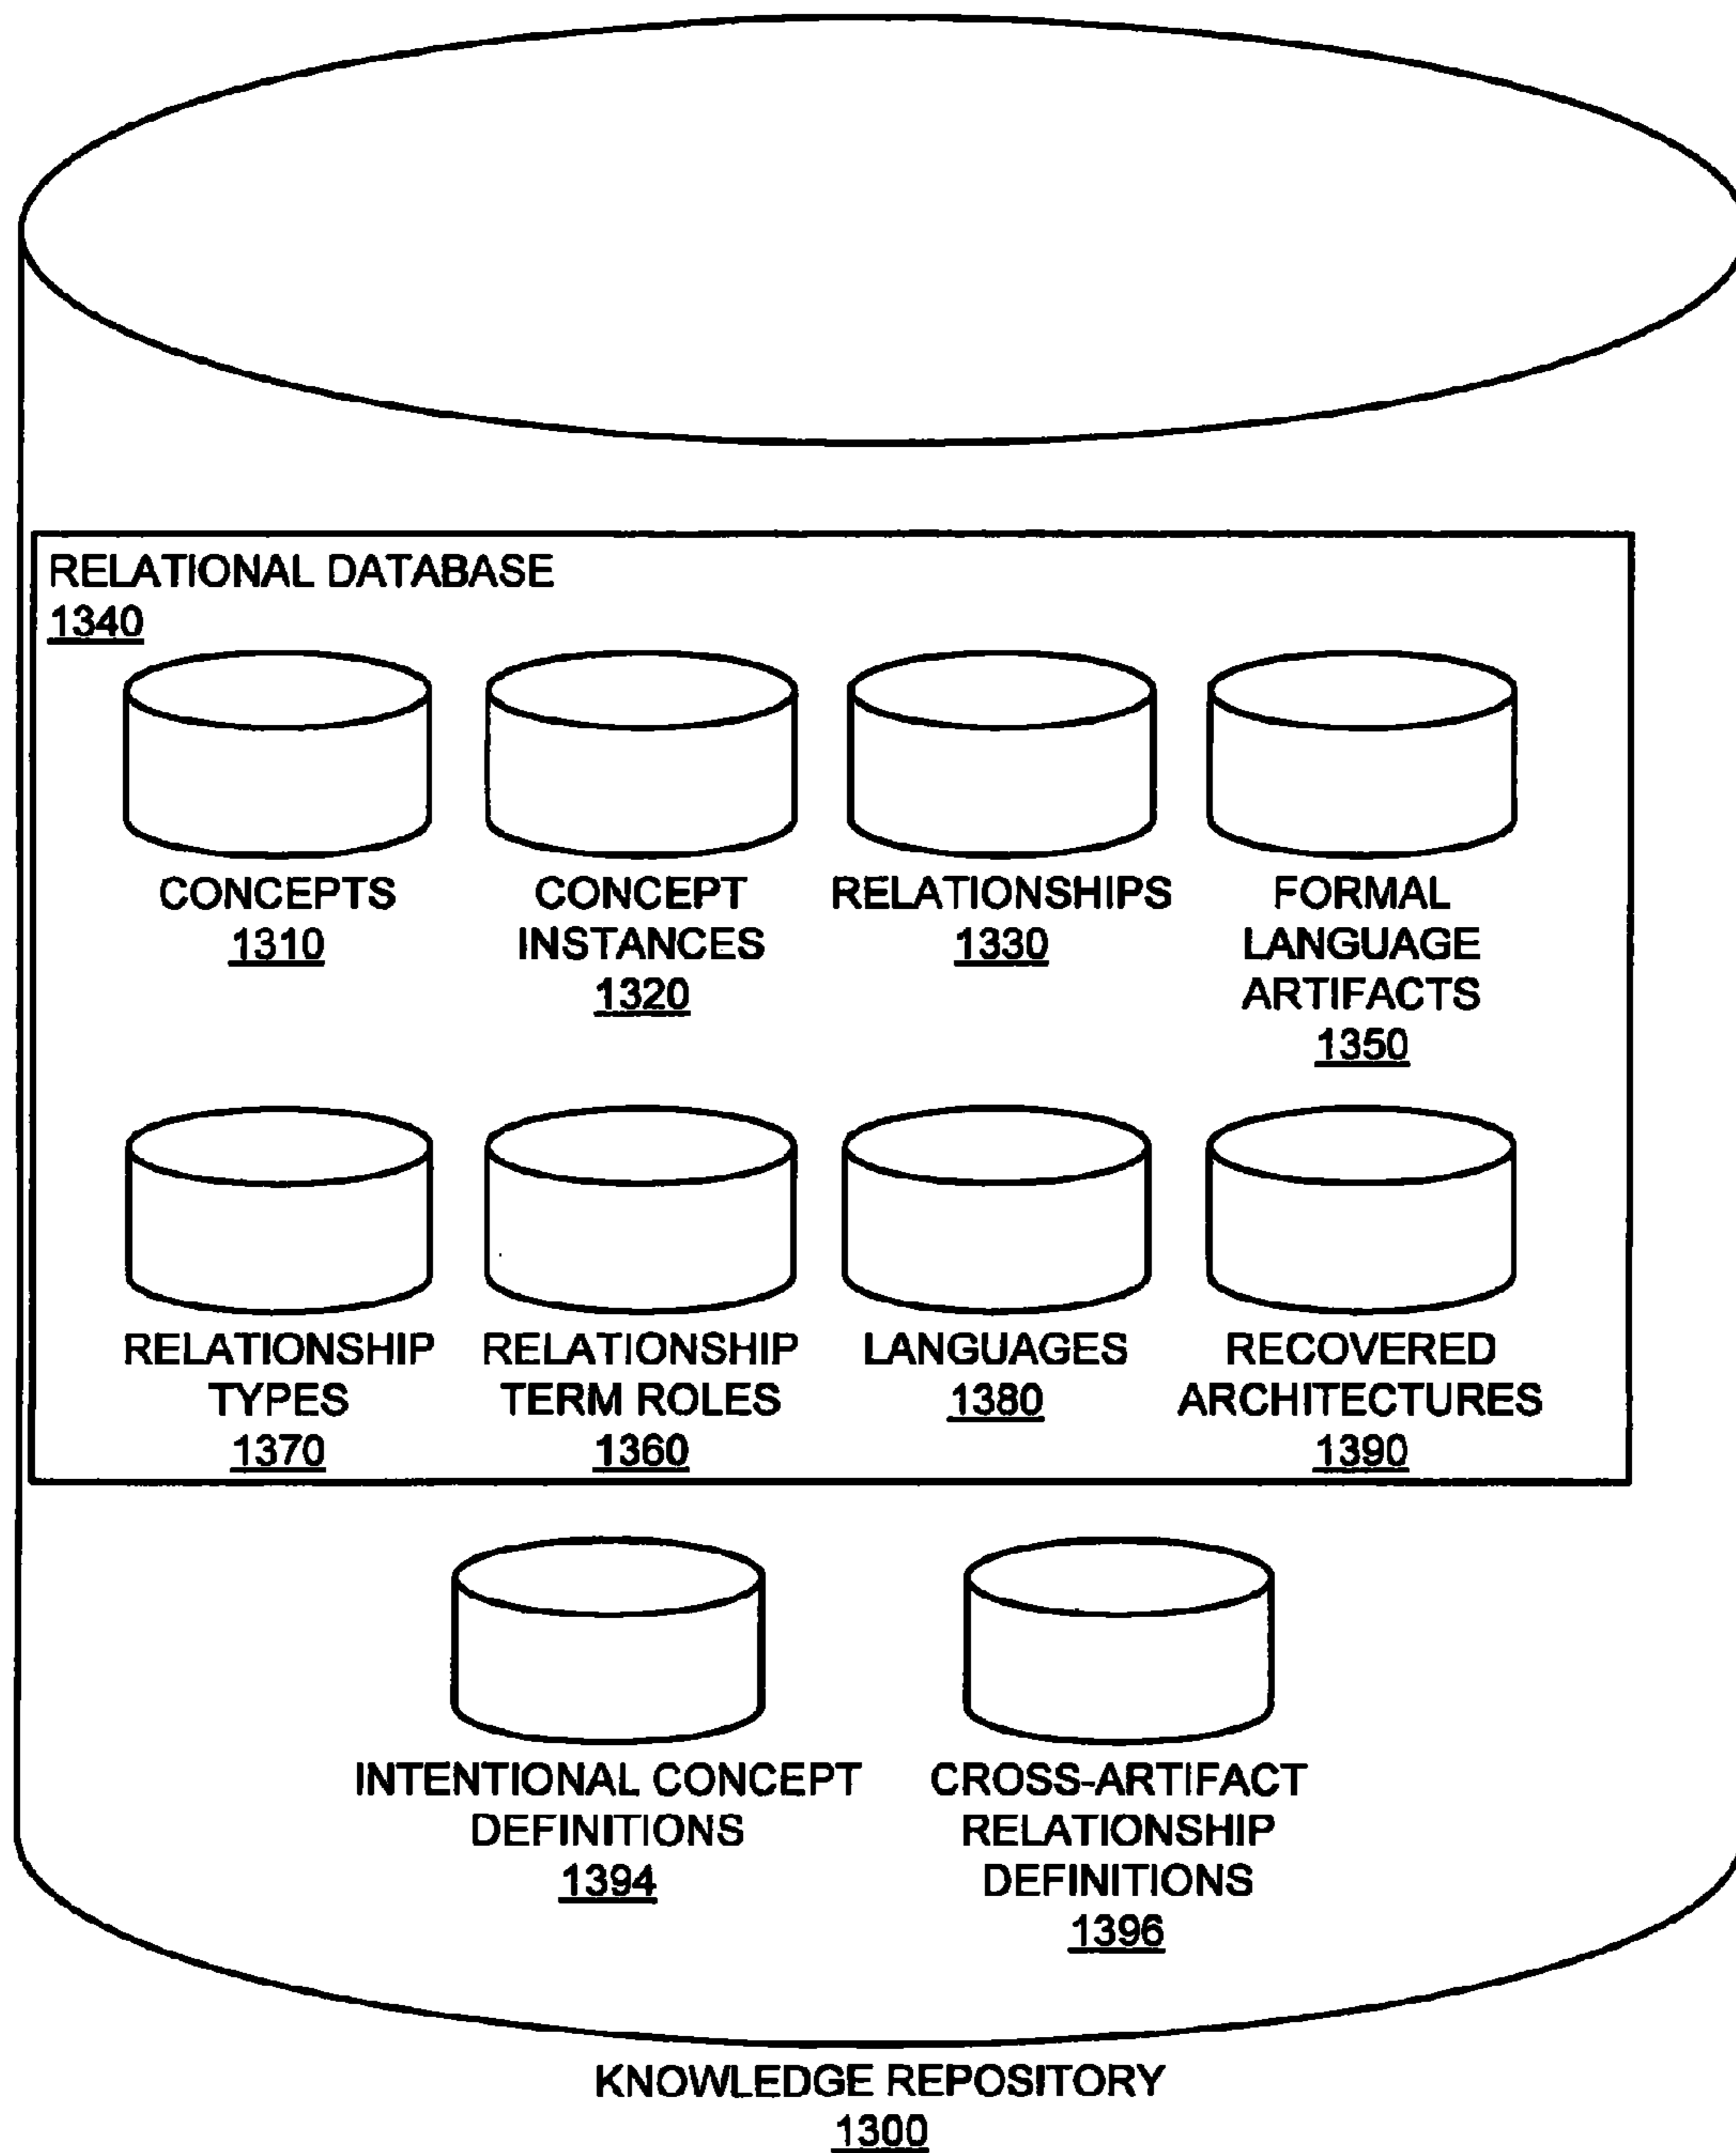 RELATIONAL DATABASE
1340
CONCEPTS
1310
CONCEPT
INSTANCES
1320
RELATIONSHIPS
1330
FORMAL
LANGUAGE
ARTIFACTS
1350
RELATIONSHIP
TYPES
1370
RELATIONSHIP
TERM ROLES
1360
LANGUAGES
1380
RECOVERED
ARCHITECTURES
1390
INTENTIONAL CONCEPT
DEFINITIONS
1394
CROSS-ARTIFACT
RELATIONSHIP
DEFINITIONS
1396
KNOWLEDGE REPOSITORY
1300